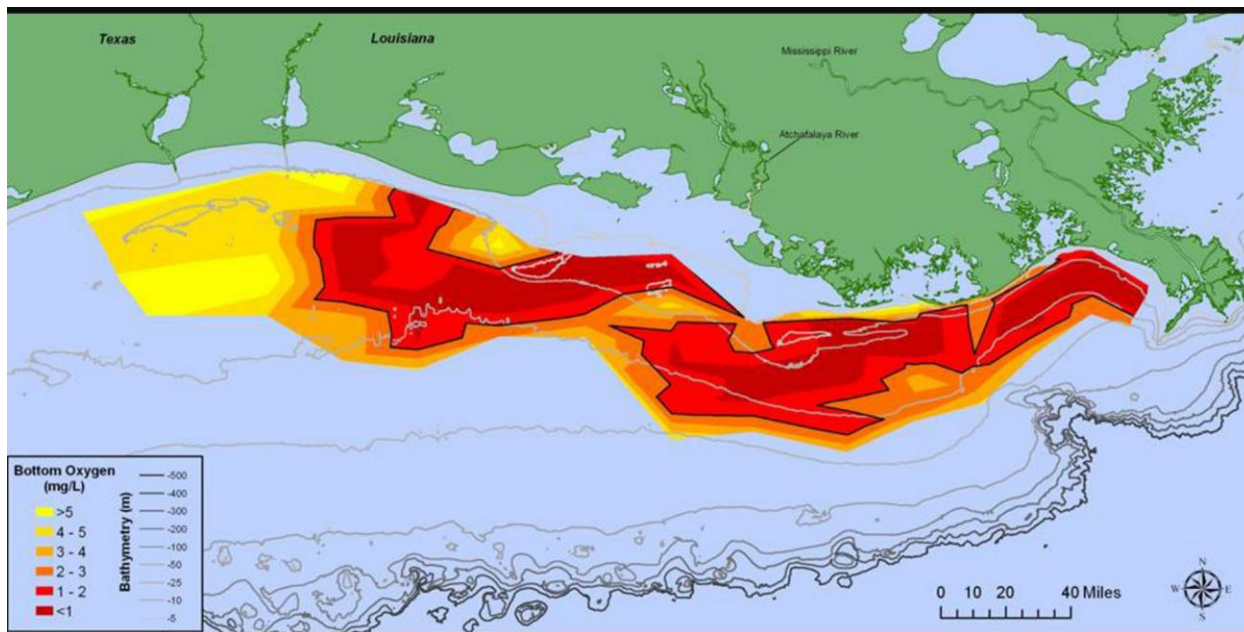 Texas
Louisiana
Mississippi River
Atchafalaya River
Bottom Oxygen
(mg/L)
>5
4 - 5
3 - 4
2 - 3
1 - 2
<1
Bathymetry (m)
-500
-400
-300
-200
-100
-50
-25
-10
-5
0 10 20 40 Miles
N
W E
S